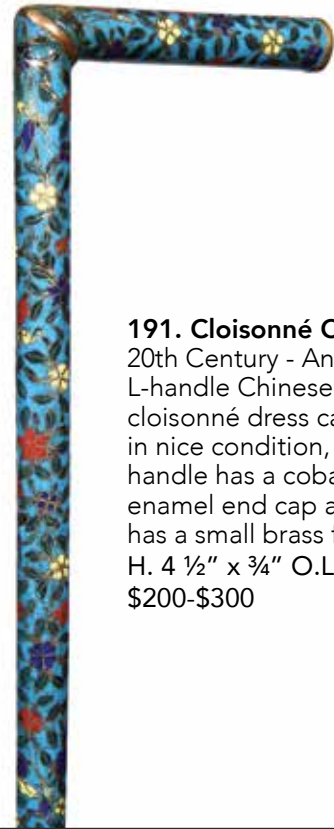 191. Cloisonné C
20th Century - An
L-handle Chinese
cloisonné dress ca
in nice condition,
handle has a coba
enamel end cap a
has a small brass f
H. 4 ½” x ¾” O.L
$200-$300